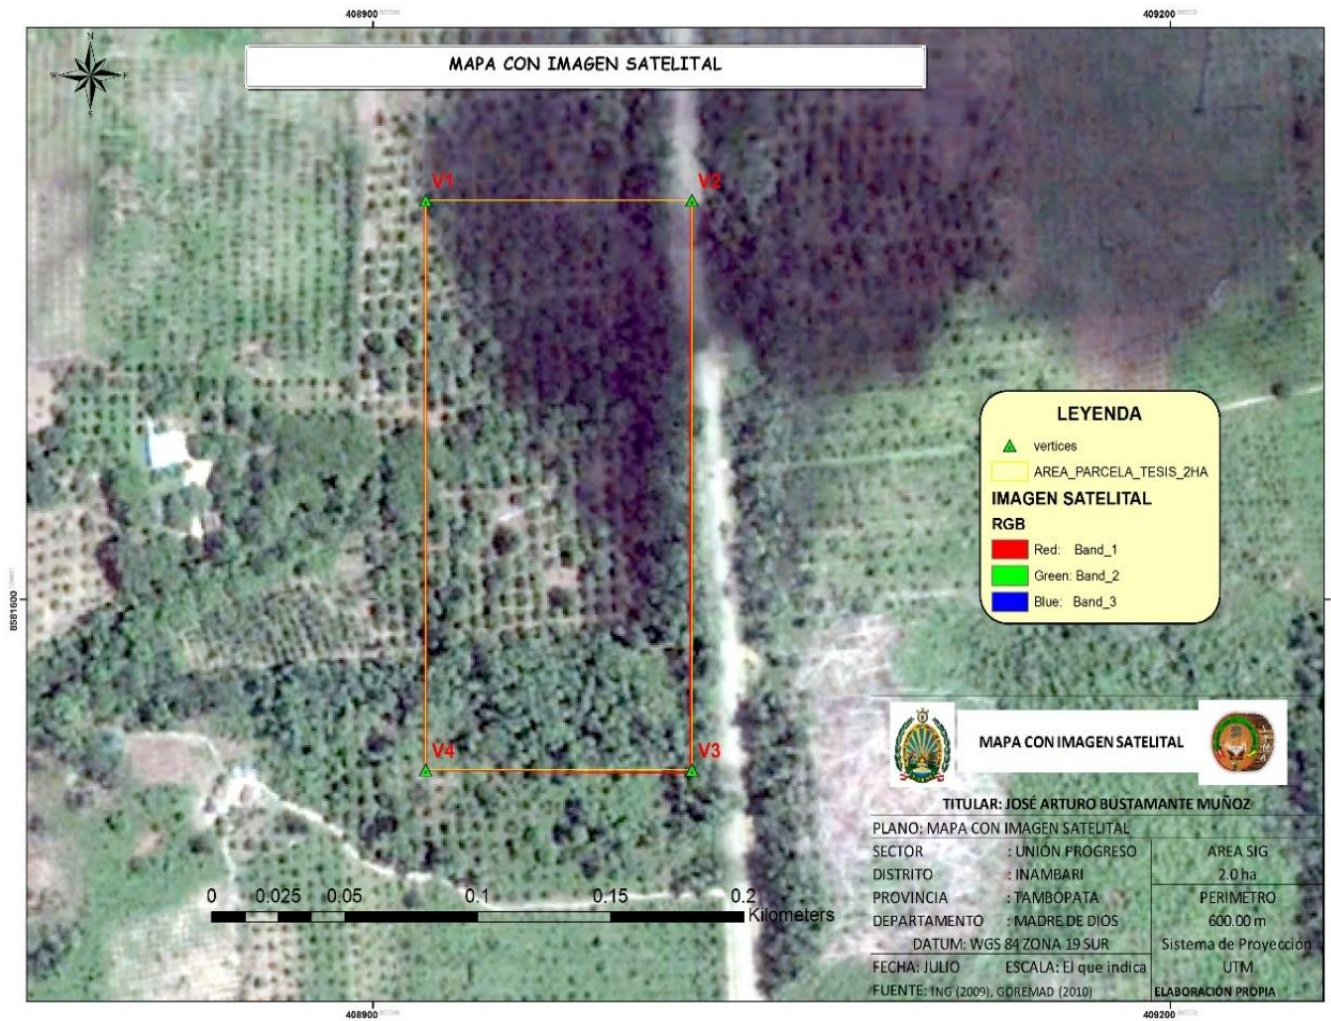 408900
409200
N
W E
S
MAPA CON IMAGEN SATELITAL
V1
V2
LEYENDA
vertices
AREA_PARCELA_TESIS_2HA
IMAGEN SATELITAL
RGB
Red: Band_1
Green: Band_2
Blue: Band_3
8581600
V4
V3
0 0.025 0.05 0.1 0.15 0.2
Kilometers
MAPA CON IMAGEN SATELITAL
TITULAR: JOSÉ ARTURO BUSTAMANTE MUÑOZ
PLANO: MAPA CON IMAGEN SATELITAL
SECTOR : UNIÓN PROGRESO AREA SIG
DISTRITO : INAMBARI 2.0 ha
PROVINCIA : TAMBOPATA PERIMETRO
DEPARTAMENTO : MADRE DE DIOS 600.00 m
DATUM: WGS 84 ZONA 19 SUR Sistema de Proyección
FECHA: JULIO ESCALA: El que indica UTM
FUENTE: ING (2009), GOREMAD (2010) ELABORACIÓN PROPIA
408900
409200